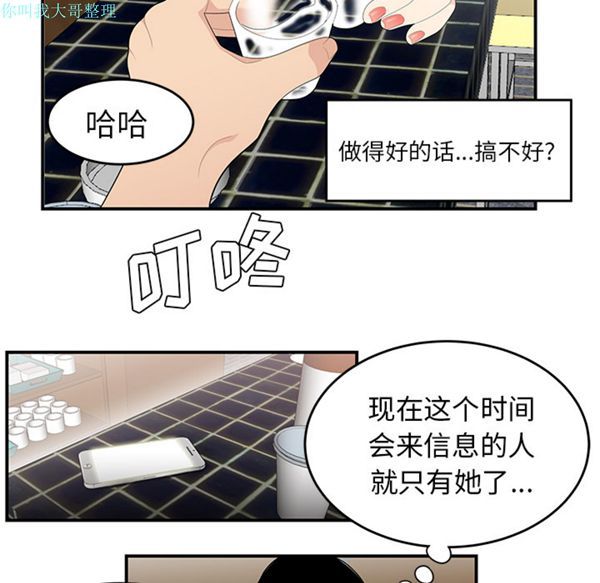 你叫我大哥整理
哈哈
做得好的话...搞不好?
叮咚
现在这个时间
会来信息的人
就只有她了...